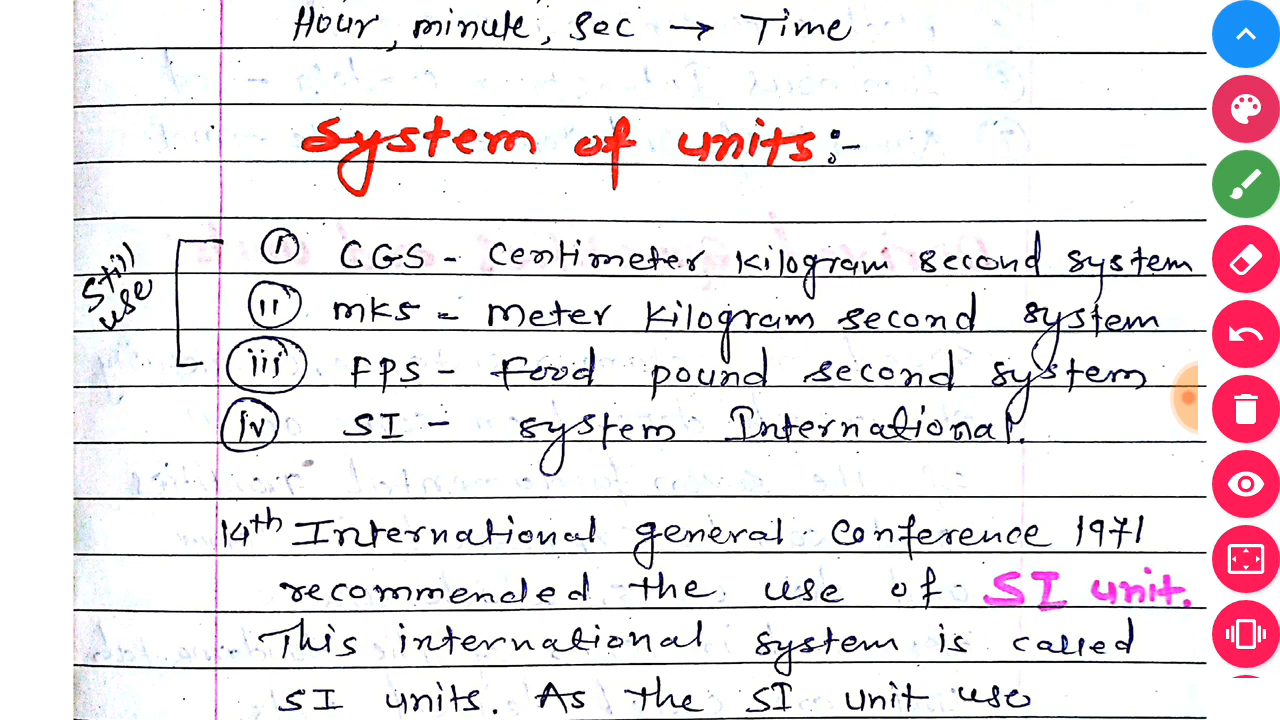 Hour, minute, sec → Time
System of units:-
Still use
(i) CGS - Centimeter kilogram second system
(ii) mks - meter kilogram second system
(iii) FPS - Food pound second system
(iv) SI - system International.
14th International general conference 1971
recommended the use of SI unit.
This international system is called
SI units. As the SI unit use